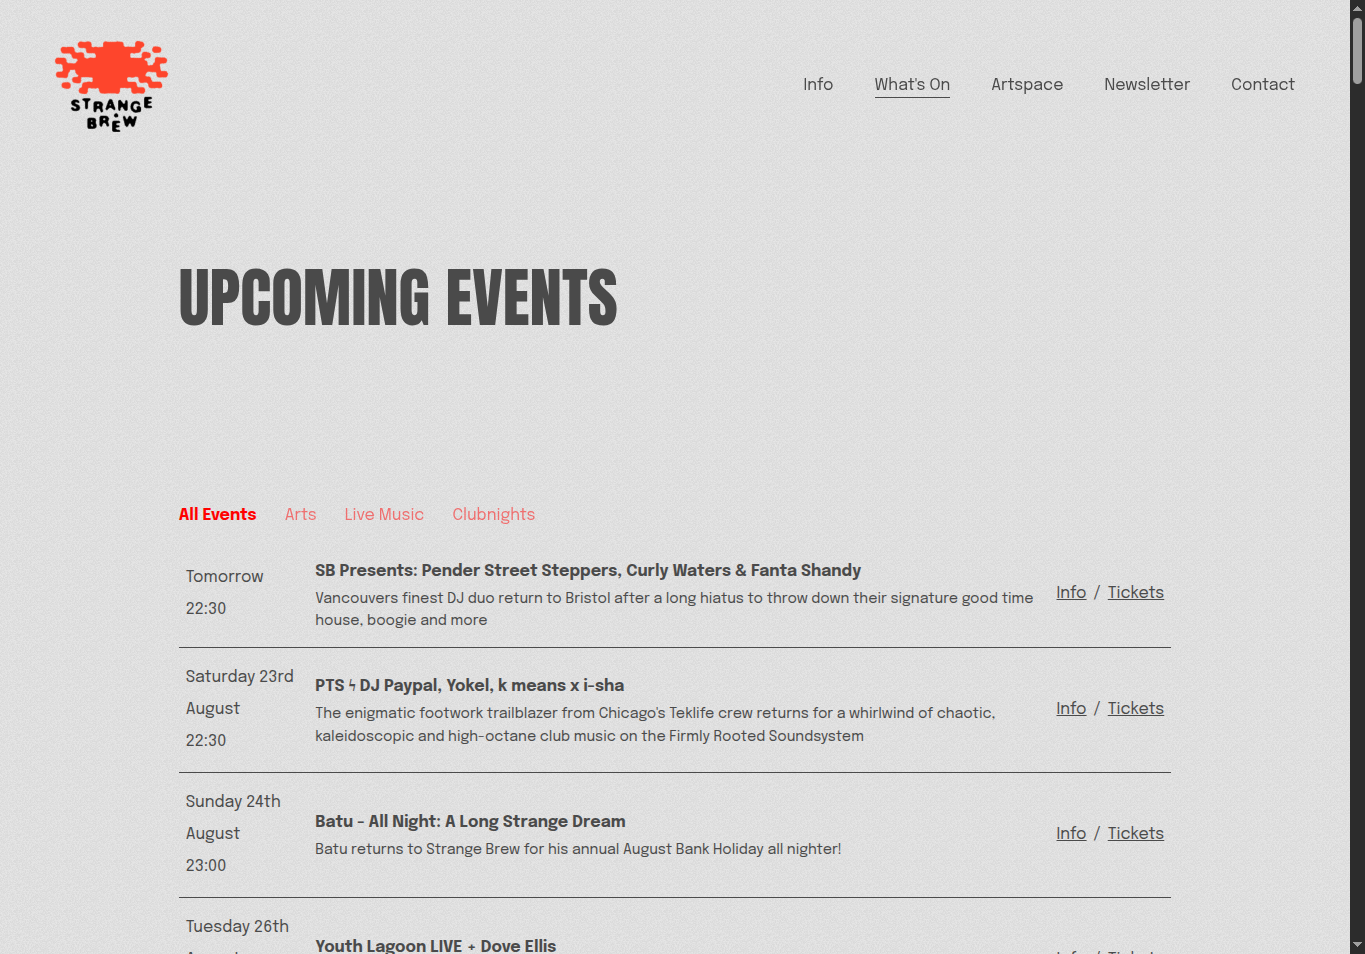 STRANGE
BREW
Info
What's On
Artspace
Newsletter
Contact
UPCOMING EVENTS
All Events
Arts
Live Music
Clubnights
Tomorrow
22:30
SB Presents: Pender Street Steppers, Curly Waters & Fanta Shandy
Vancouvers finest DJ duo return to Bristol after a long hiatus to throw down their signature good time
house, boogie and more
Info / Tickets
Saturday 23rd
August
22:30
PTS ϟ DJ Paypal, Yokel, k means x i-sha
The enigmatic footwork trailblazer from Chicago's Teklife crew returns for a whirlwind of chaotic,
kaleidoscopic and high-octane club music on the Firmly Rooted Soundsystem
Info / Tickets
Sunday 24th
August
23:00
Batu - All Night: A Long Strange Dream
Batu returns to Strange Brew for his annual August Bank Holiday all nighter!
Info / Tickets
Tuesday 26th
Youth Lagoon LIVE + Dove Ellis